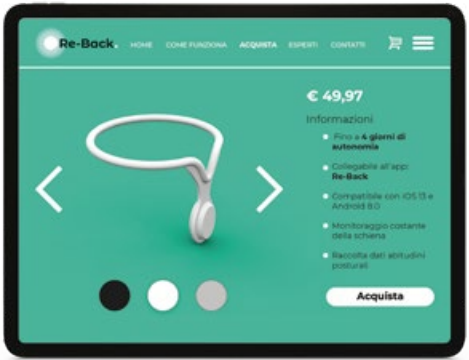 Re-Back.
HOME COME FUNZIONA ACQUISTA ESPERTI CONTATTI
€ 49,97
Informazioni
Fino a 4 giorni di
autonomia
Collegabile all'app:
Re-Back
Compatibile con iOS 13 e
Android 8.0
Monitoraggio costante
della schiena
Raccolta dati abitudini
posturali
Acquista